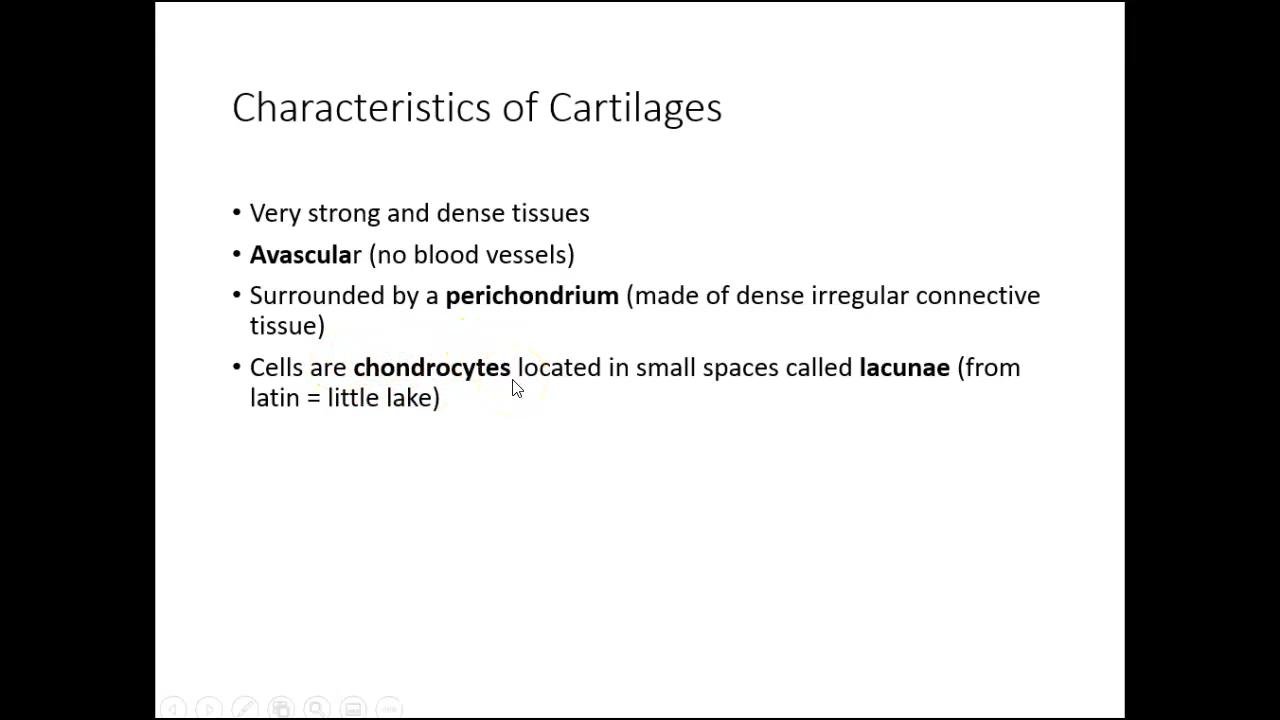 Characteristics of Cartilages
• Very strong and dense tissues
• Avascular (no blood vessels)
• Surrounded by a perichondrium (made of dense irregular connective
tissue)
• Cells are chondrocytes located in small spaces called lacunae (from
latin = little lake)